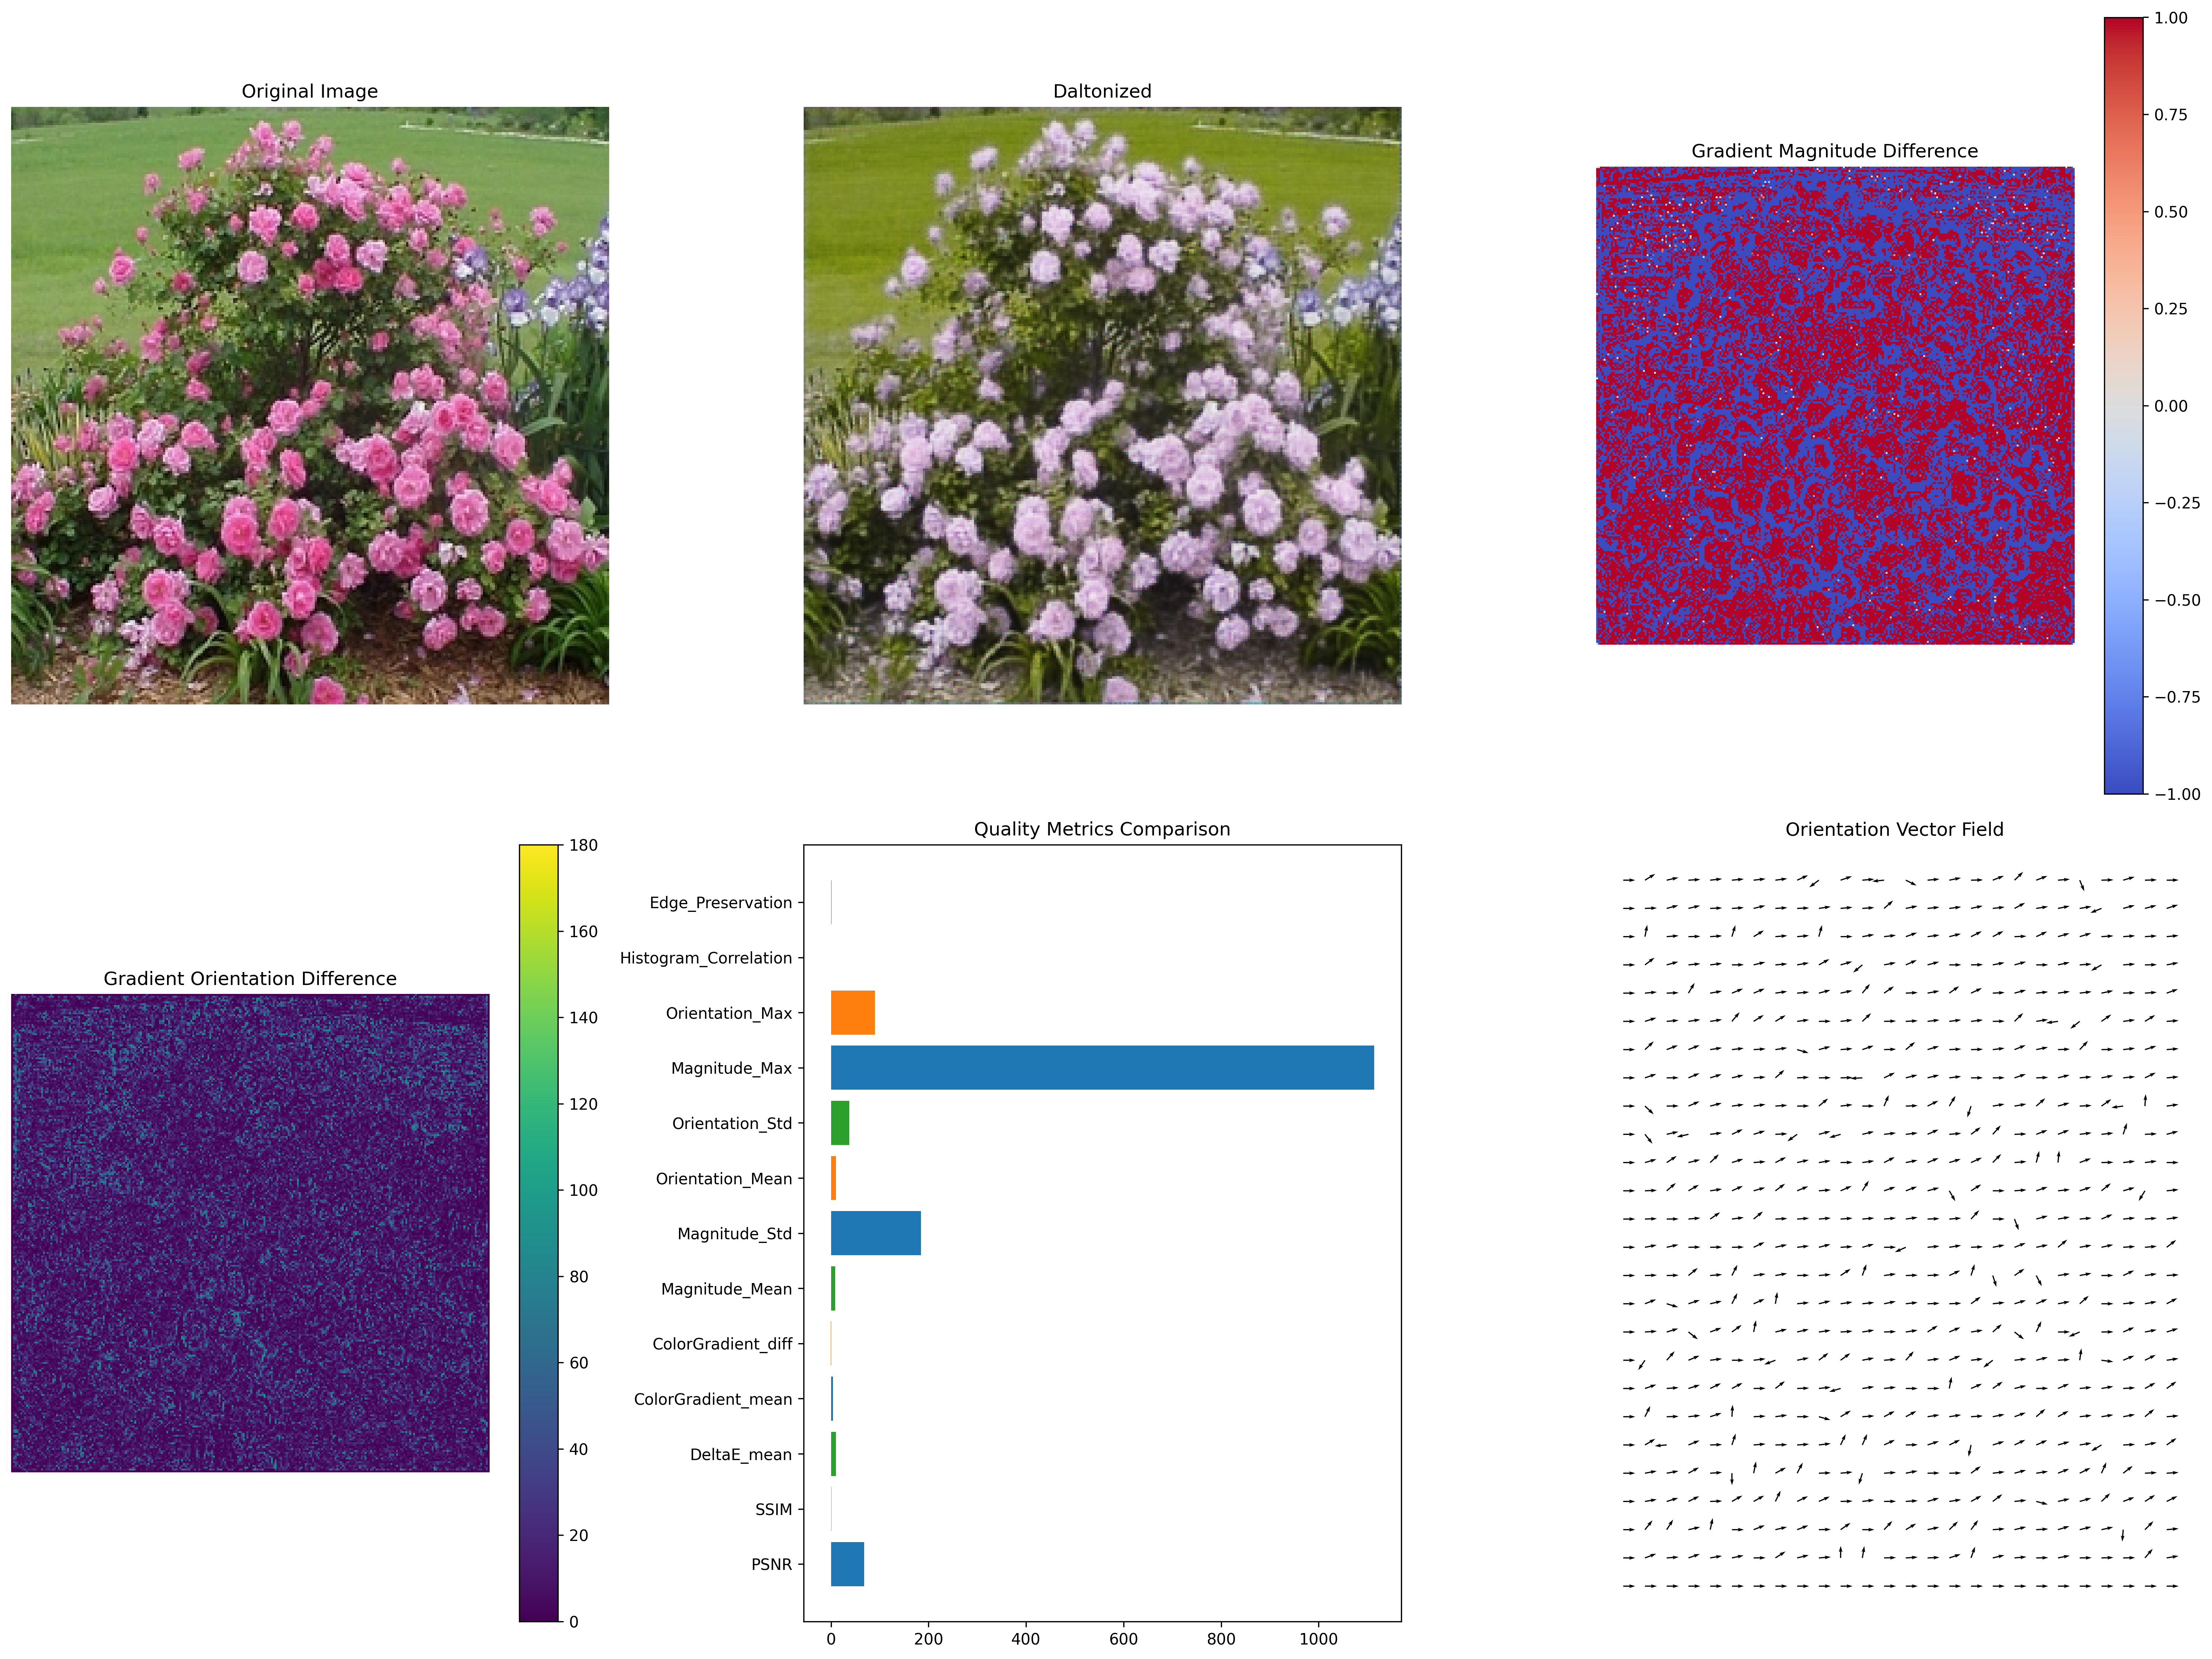 Original Image
Daltonized
Gradient Magnitude Difference
1.00
0.75
0.50
0.25
0.00
−0.25
−0.50
−0.75
−1.00
Gradient Orientation Difference
180
160
140
120
100
80
60
40
20
0
Quality Metrics Comparison
Edge_Preservation
Histogram_Correlation
Orientation_Max
Magnitude_Max
Orientation_Std
Orientation_Mean
Magnitude_Std
Magnitude_Mean
ColorGradient_diff
ColorGradient_mean
DeltaE_mean
SSIM
PSNR
0 200 400 600 800 1000
Orientation Vector Field